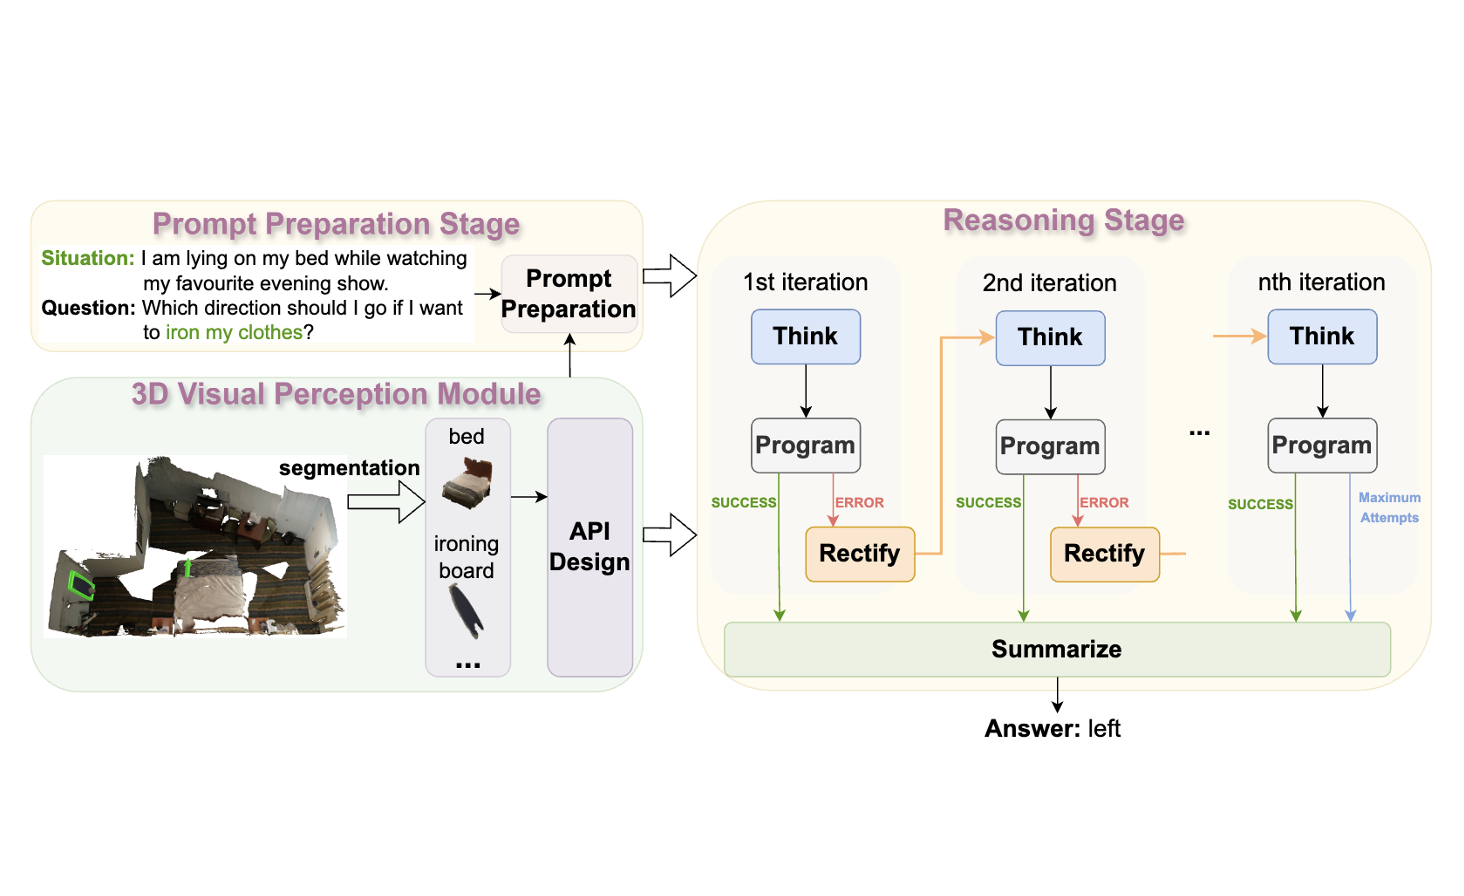 Prompt Preparation Stage
Situation: I am lying on my bed while watching
my favourite evening show.
Question: Which direction should I go if I want
to iron my clothes?
Prompt
Preparation
3D Visual Perception Module
segmentation
bed
ironing
board
...
API
Design
Reasoning Stage
1st iteration
Think
Program
SUCCESS
ERROR
Rectify
2nd iteration
Think
Program
SUCCESS
ERROR
Rectify
...
nth iteration
Think
Program
SUCCESS
Maximum
Attempts
Summarize
Answer: left